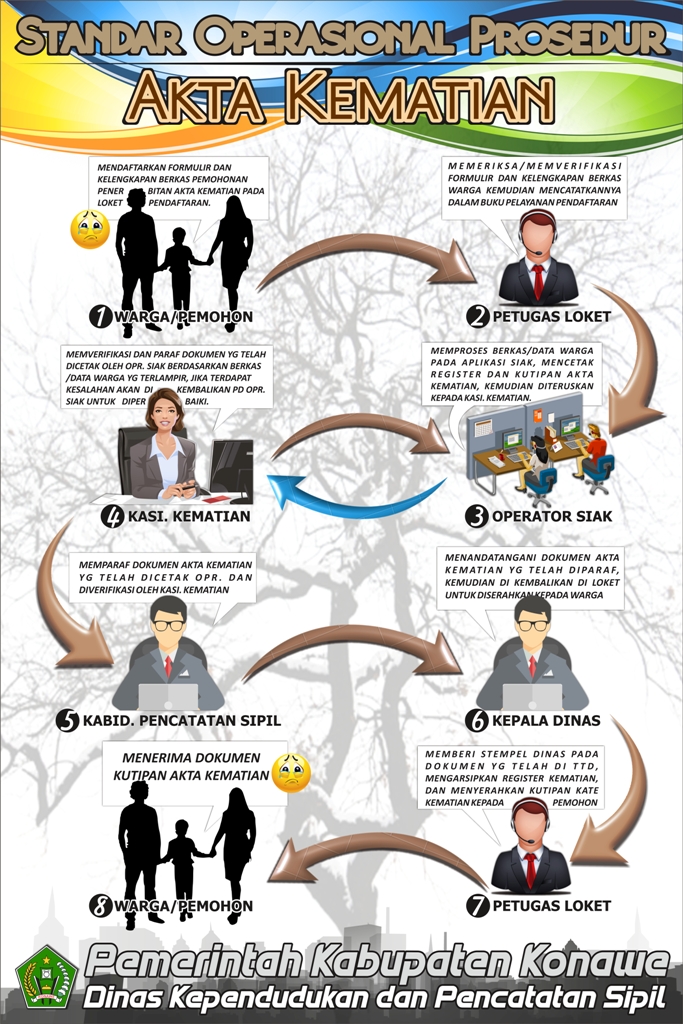 STANDAR OPERASIONAL PROSEDUR
AKTA KEMATIAN
MENDAFTARKAN FORMULIR DAN
KELENGKAPAN BERKAS PEMOHONAN
PENER BITAN AKTA KEMATIAN PADA
LOKET PENDAFTARAN.
1 WARGA/PEMOHON
MEMERIKSA/MEMVERIFIKASI
FORMULIR DAN KELENGKAPAN BERKAS
WARGA KEMUDIAN MENCATATKANNYA
DALAM BUKU PELAYANAN PENDAFTARAN
2 PETUGAS LOKET
MEMPROSES BERKAS/DATA WARGA
PADA APLIKASI SIAK, MENCETAK
REGISTER DAN KUTIPAN AKTA
KEMATIAN, KEMUDIAN DITERUSKAN
KEPADA KASI. KEMATIAN.
3 OPERATOR SIAK
MEMVERIFIKASI DAN PARAF DOKUMEN YG TELAH
DICETAK OLEH OPR. SIAK BERDASARKAN BERKAS
/DATA WARGA YG TERLAMPIR, JIKA TERDAPAT
KESALAHAN AKAN DI KEMBALIKAN PD OPR.
SIAK UNTUK DIPER BAIKI.
4 KASI. KEMATIAN
MEMPARAF DOKUMEN AKTA KEMATIAN
YG TELAH DICETAK OPR. DAN
DIVERIFIKASI OLEH KASI. KEMATIAN
5 KABID. PENCATATAN SIPIL
MENANDATANGANI DOKUMEN AKTA
KEMATIAN YG TELAH DIPARAF,
KEMUDIAN DI KEMBALIKAN DI LOKET
UNTUK DISERAHKAN KEPADA WARGA
6 KEPALA DINAS
MEMBERI STEMPEL DINAS PADA
DOKUMEN YG TELAH DI TTD,
MENGARSIPKAN REGISTER KEMATIAN,
DAN MENYERAHKAN KUTIPAN KATE
KEMATIAN KEPADA PEMOHON
7 PETUGAS LOKET
MENERIMA DOKUMEN
KUTIPAN AKTA KEMATIAN
8 WARGA/PEMOHON
Pemerintah Kabupaten Konawe
Dinas Kependudukan dan Pencatatan Sipil